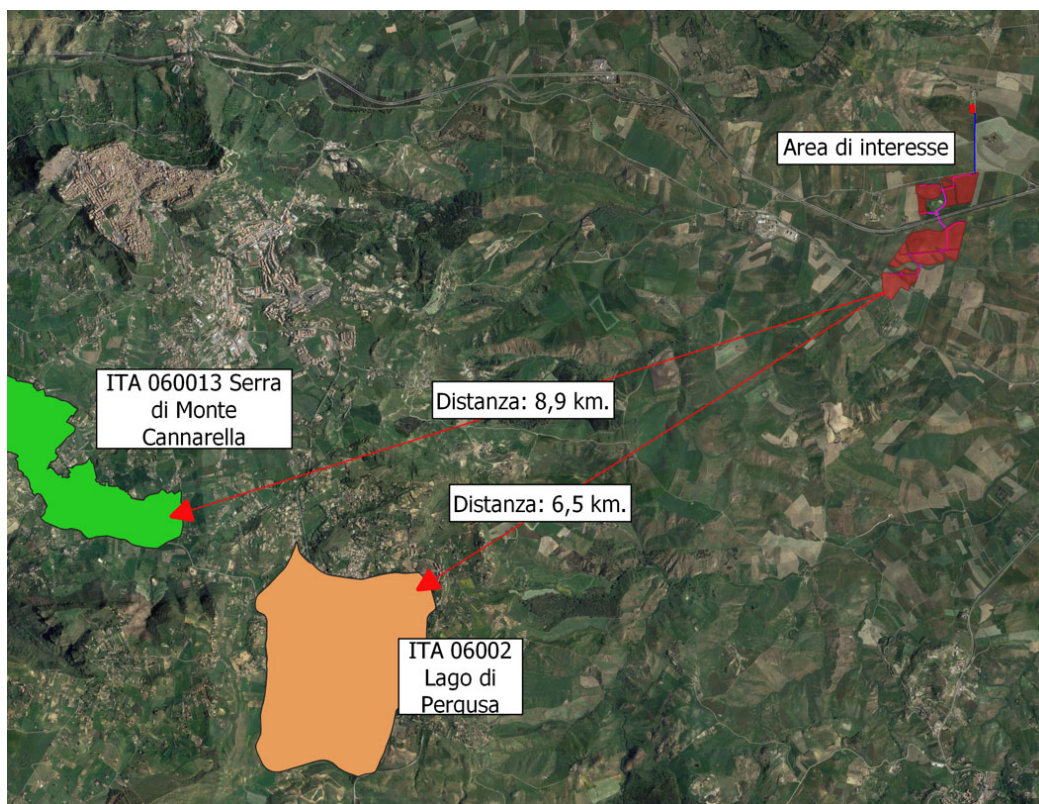 Area di interesse
ITA 060013 Serra
di Monte
Cannarella
Distanza: 8,9 km.
Distanza: 6,5 km.
ITA 06002
Lago di
Pergusa